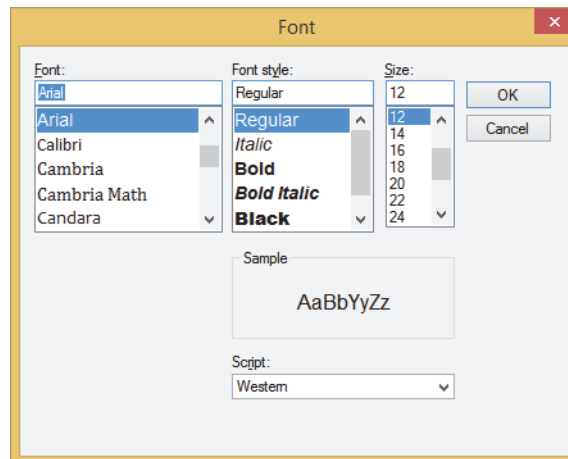 Font
Font:
Arial
Arial
Calibri
Cambria
Cambria Math
Candara
Font style:
Regular
Regular
Italic
Bold
Bold Italic
Black
Size:
12
12
14
16
18
20
22
24
OK
Cancel
Sample
AaBbYyZz
Script:
Western